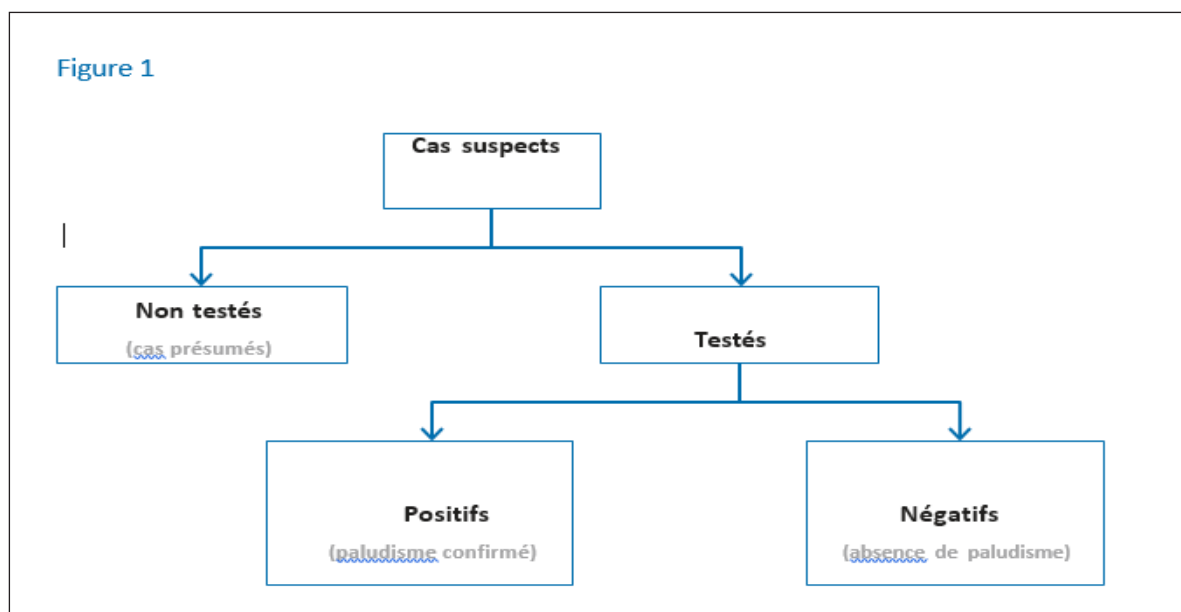 Figure 1
Cas suspects
Non testés
(cas présumés)
Testés
Positifs
(paludisme confirmé)
Négatifs
(absence de paludisme)